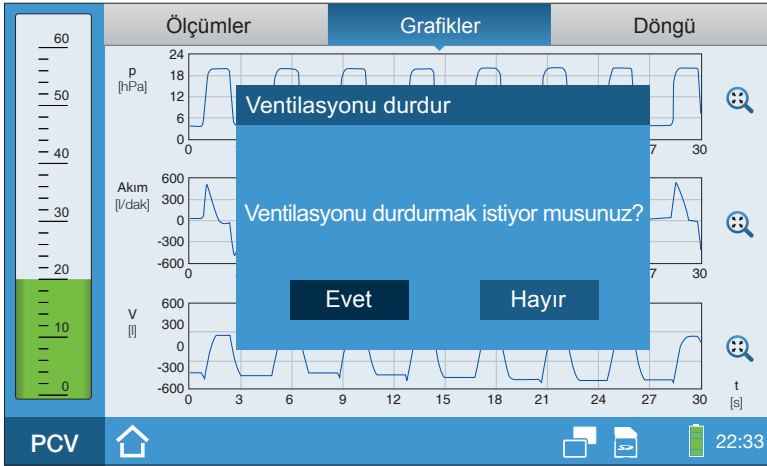 Ölçümler Grafikler Döngü
60
50
40
30
20
10
0
p
[hPa]
24
18
12
6
0
0 7 30
Ventilasyonu durdur
Ventilasyonu durdurmak istiyor musunuz?
Evet Hayır
Akım
[l/dak]
600
300
0
-300
-600
0 7 30
V
[l]
600
300
0
-300
-600
0 3 6 9 12 15 18 21 24 27 30
t
[s]
PCV 22:33